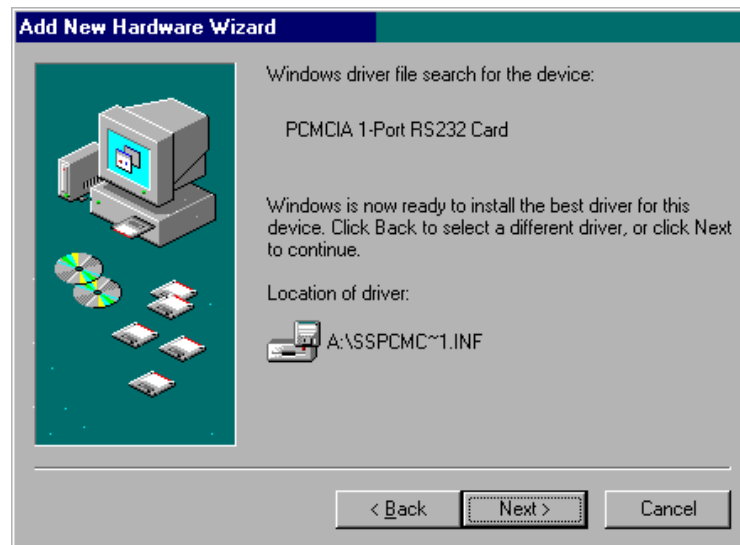 Add New Hardware Wizard
Windows driver file search for the device:
PCMCIA 1-Port RS232 Card
Windows is now ready to install the best driver for this
device. Click Back to select a different driver, or click Next
to continue.
Location of driver:
A:\SSPCMC~1.INF
< Back
Next >
Cancel